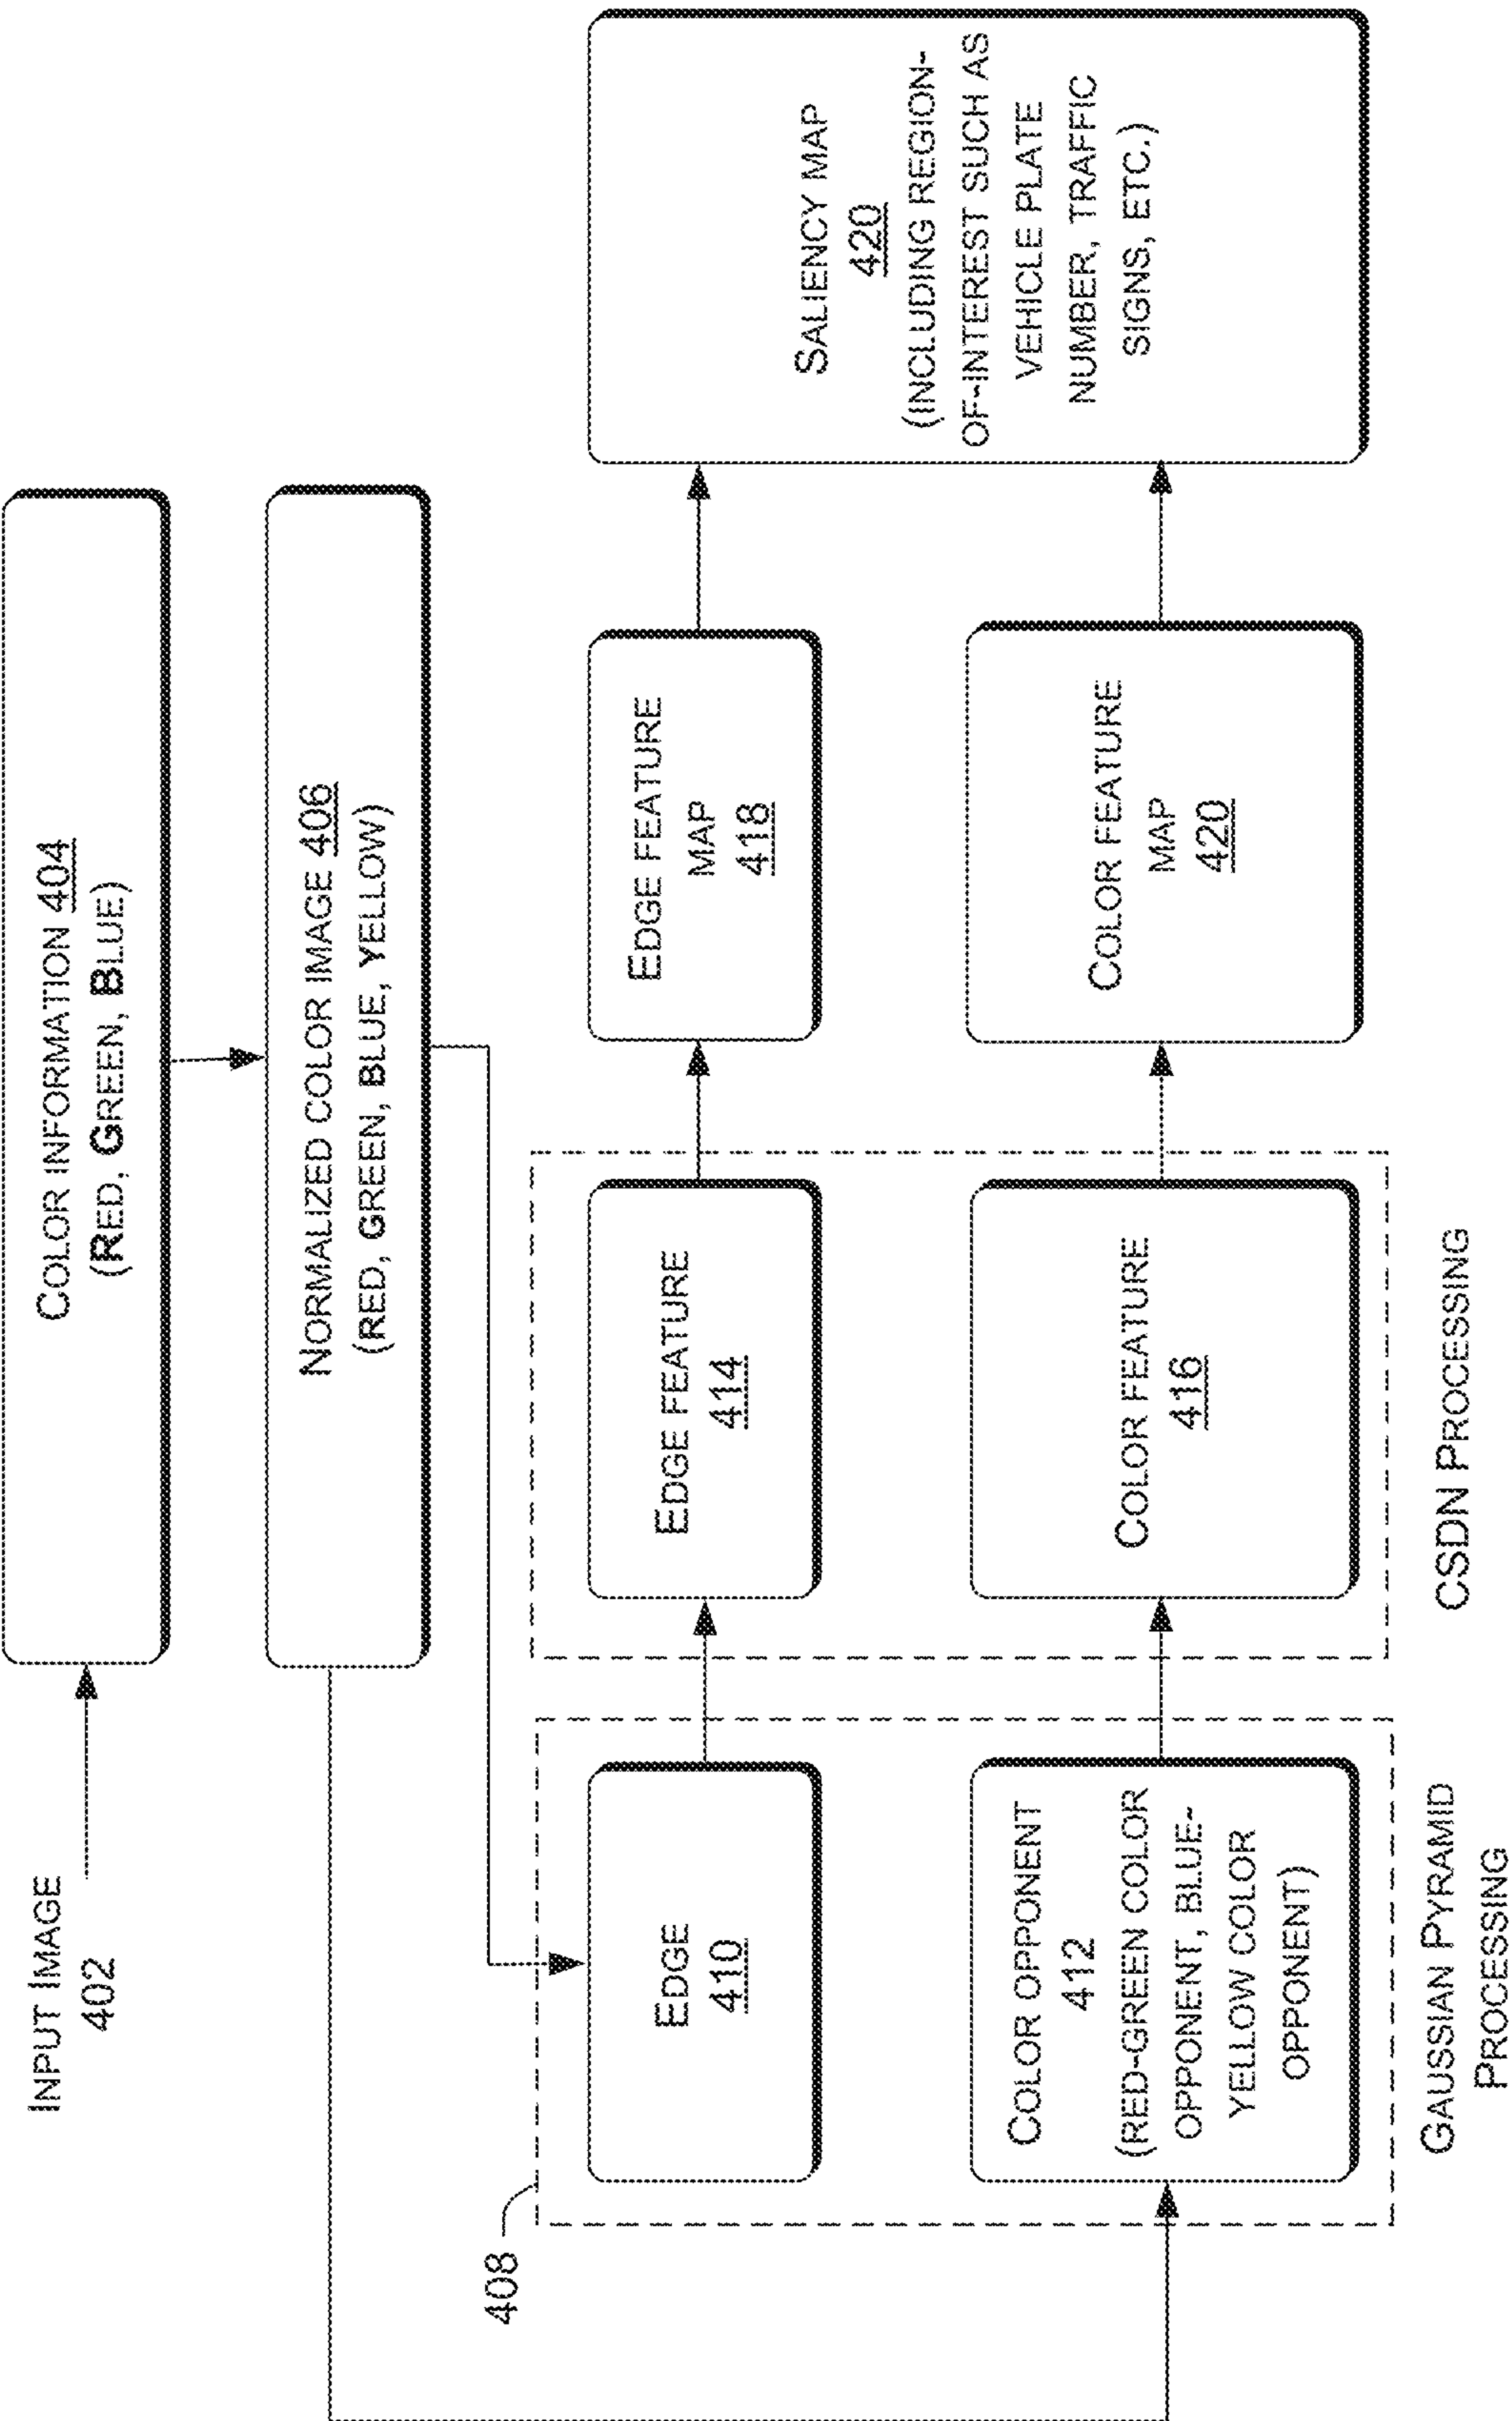 INPUT IMAGE
402
COLOR INFORMATION 404
(RED, GREEN, BLUE)
NORMALIZED COLOR IMAGE 406
(RED, GREEN, BLUE, YELLOW)
408
EDGE
410
EDGE FEATURE
414
EDGE FEATURE
MAP
418
SALIENCY MAP
420
(INCLUDING REGION-
OF-INTEREST SUCH AS
VEHICLE PLATE
NUMBER, TRAFFIC
SIGNS, ETC.)
COLOR OPPONENT
412
(RED-GREEN COLOR
OPPONENT, BLUE-
YELLOW COLOR
OPPONENT)
COLOR FEATURE
416
COLOR FEATURE
MAP
420
GAUSSIAN PYRAMID
PROCESSING
CSDN PROCESSING